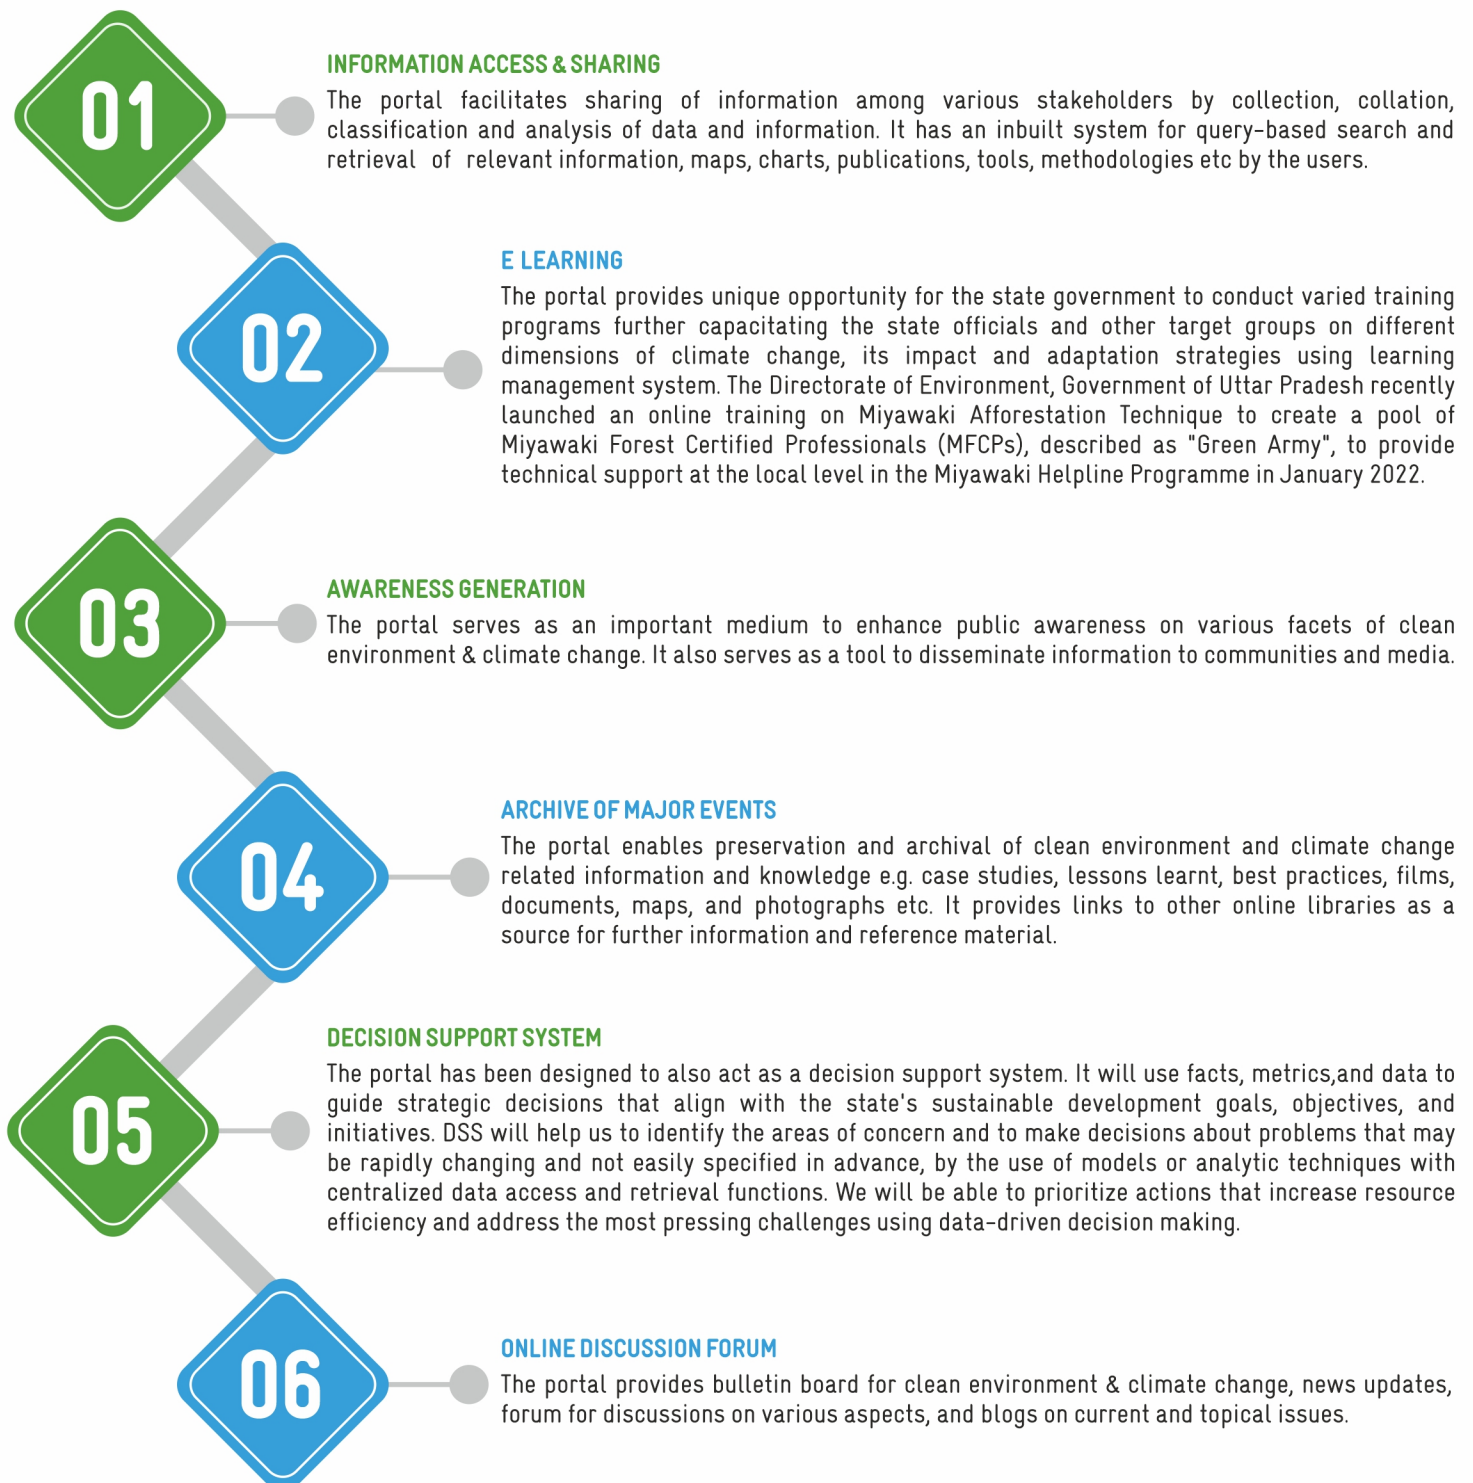 01
INFORMATION ACCESS & SHARING
The portal facilitates sharing of information among various stakeholders by collection, collation,
classification and analysis of data and information. It has an inbuilt system for query-based search and
retrieval of relevant information, maps, charts, publications, tools, methodologies etc by the users.
02
E LEARNING
The portal provides unique opportunity for the state government to conduct varied training
programs further capacitating the state officials and other target groups on different
dimensions of climate change, its impact and adaptation strategies using learning
management system. The Directorate of Environment, Government of Uttar Pradesh recently
launched an online training on Miyawaki Afforestation Technique to create a pool of
Miyawaki Forest Certified Professionals (MFCPs), described as "Green Army", to provide
technical support at the local level in the Miyawaki Helpline Programme in January 2022.
03
AWARENESS GENERATION
The portal serves as an important medium to enhance public awareness on various facets of clean
environment & climate change. It also serves as a tool to disseminate information to communities and media.
04
ARCHIVE OF MAJOR EVENTS
The portal enables preservation and archival of clean environment and climate change
related information and knowledge e.g. case studies, lessons learnt, best practices, films,
documents, maps, and photographs etc. It provides links to other online libraries as a
source for further information and reference material.
05
DECISION SUPPORT SYSTEM
The portal has been designed to also act as a decision support system. It will use facts, metrics,and data to
guide strategic decisions that align with the state's sustainable development goals, objectives, and
initiatives. DSS will help us to identify the areas of concern and to make decisions about problems that may
be rapidly changing and not easily specified in advance, by the use of models or analytic techniques with
centralized data access and retrieval functions. We will be able to prioritize actions that increase resource
efficiency and address the most pressing challenges using data-driven decision making.
06
ONLINE DISCUSSION FORUM
The portal provides bulletin board for clean environment & climate change, news updates,
forum for discussions on various aspects, and blogs on current and topical issues.